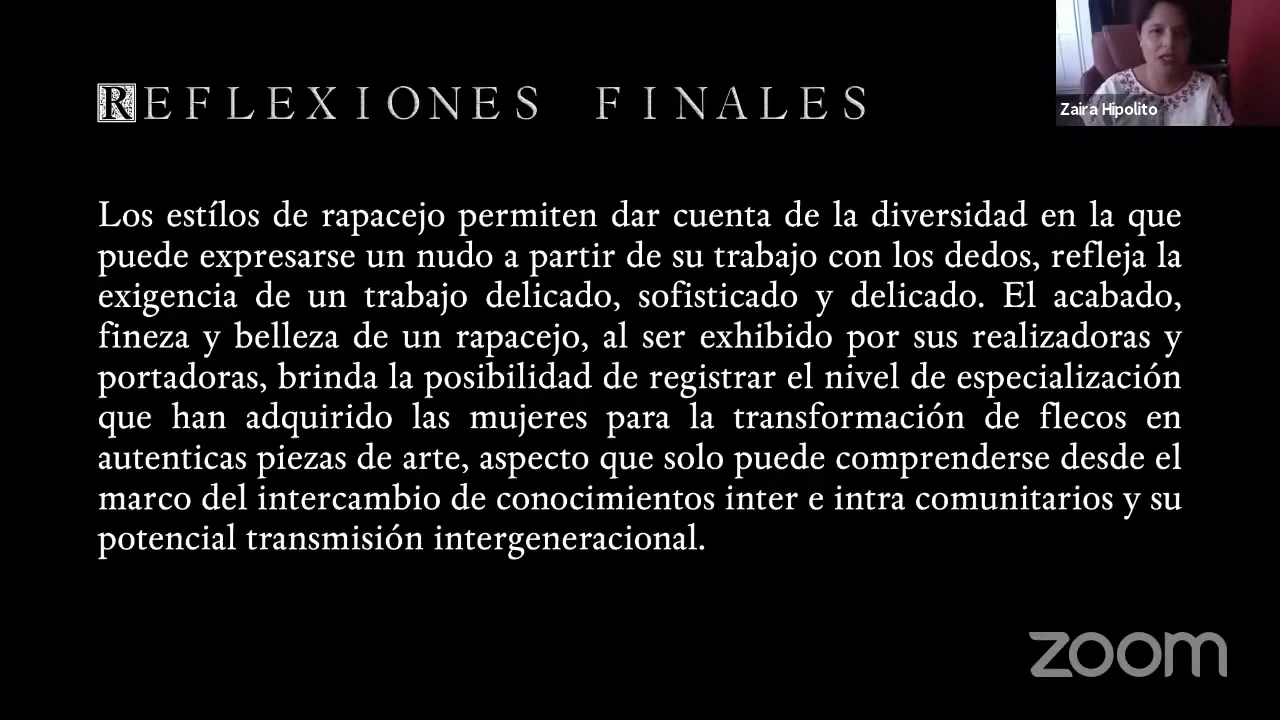 REFLEXIONES FINALES
Zaira Hipolito
Los estílos de rapacejo permiten dar cuenta de la diversidad en la que
puede expresarse un nudo a partir de su trabajo con los dedos, refleja la
exigencia de un trabajo delicado, sofisticado y delicado. El acabado,
fineza y belleza de un rapacejo, al ser exhibido por sus realizadoras y
portadoras, brinda la posibilidad de registrar el nivel de especialización
que han adquirido las mujeres para la transformación de flecos en
autenticas piezas de arte, aspecto que solo puede comprenderse desde el
marco del intercambio de conocimientos inter e intra comunitarios y su
potencial transmisión intergeneracional.
zoom